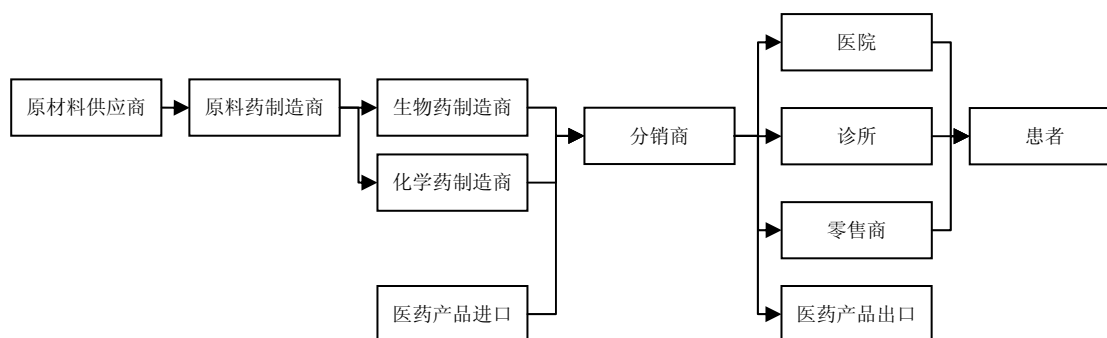 原材料供应商
原料药制造商
生物药制造商
化学药制造商
医药产品进口
分销商
医院
诊所
零售商
医药产品出口
患者